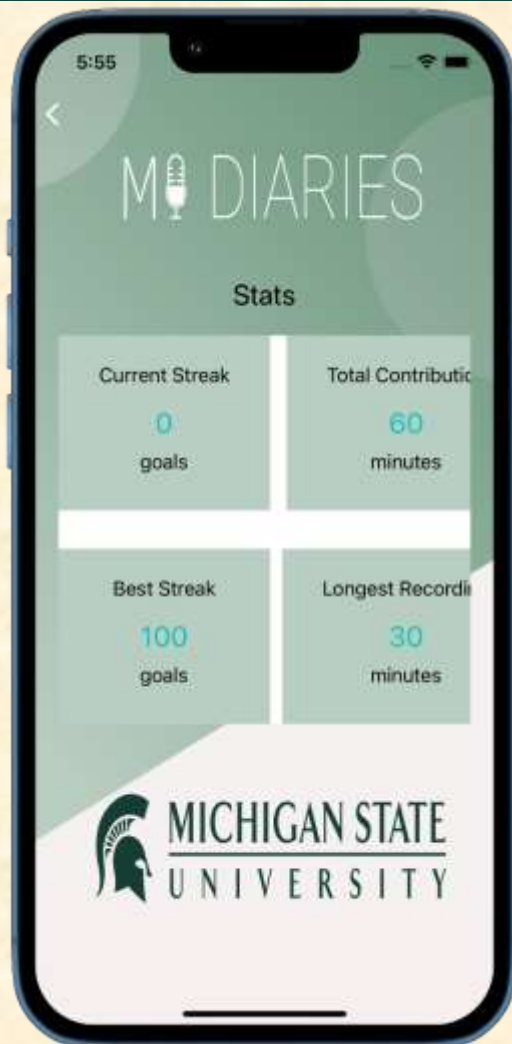 5:55
MI DIARIES
Stats
Current Streak
0
goals
Total Contributic
60
minutes
Best Streak
100
goals
Longest Recordi
30
minutes
MICHIGAN STATE
UNIVERSITY